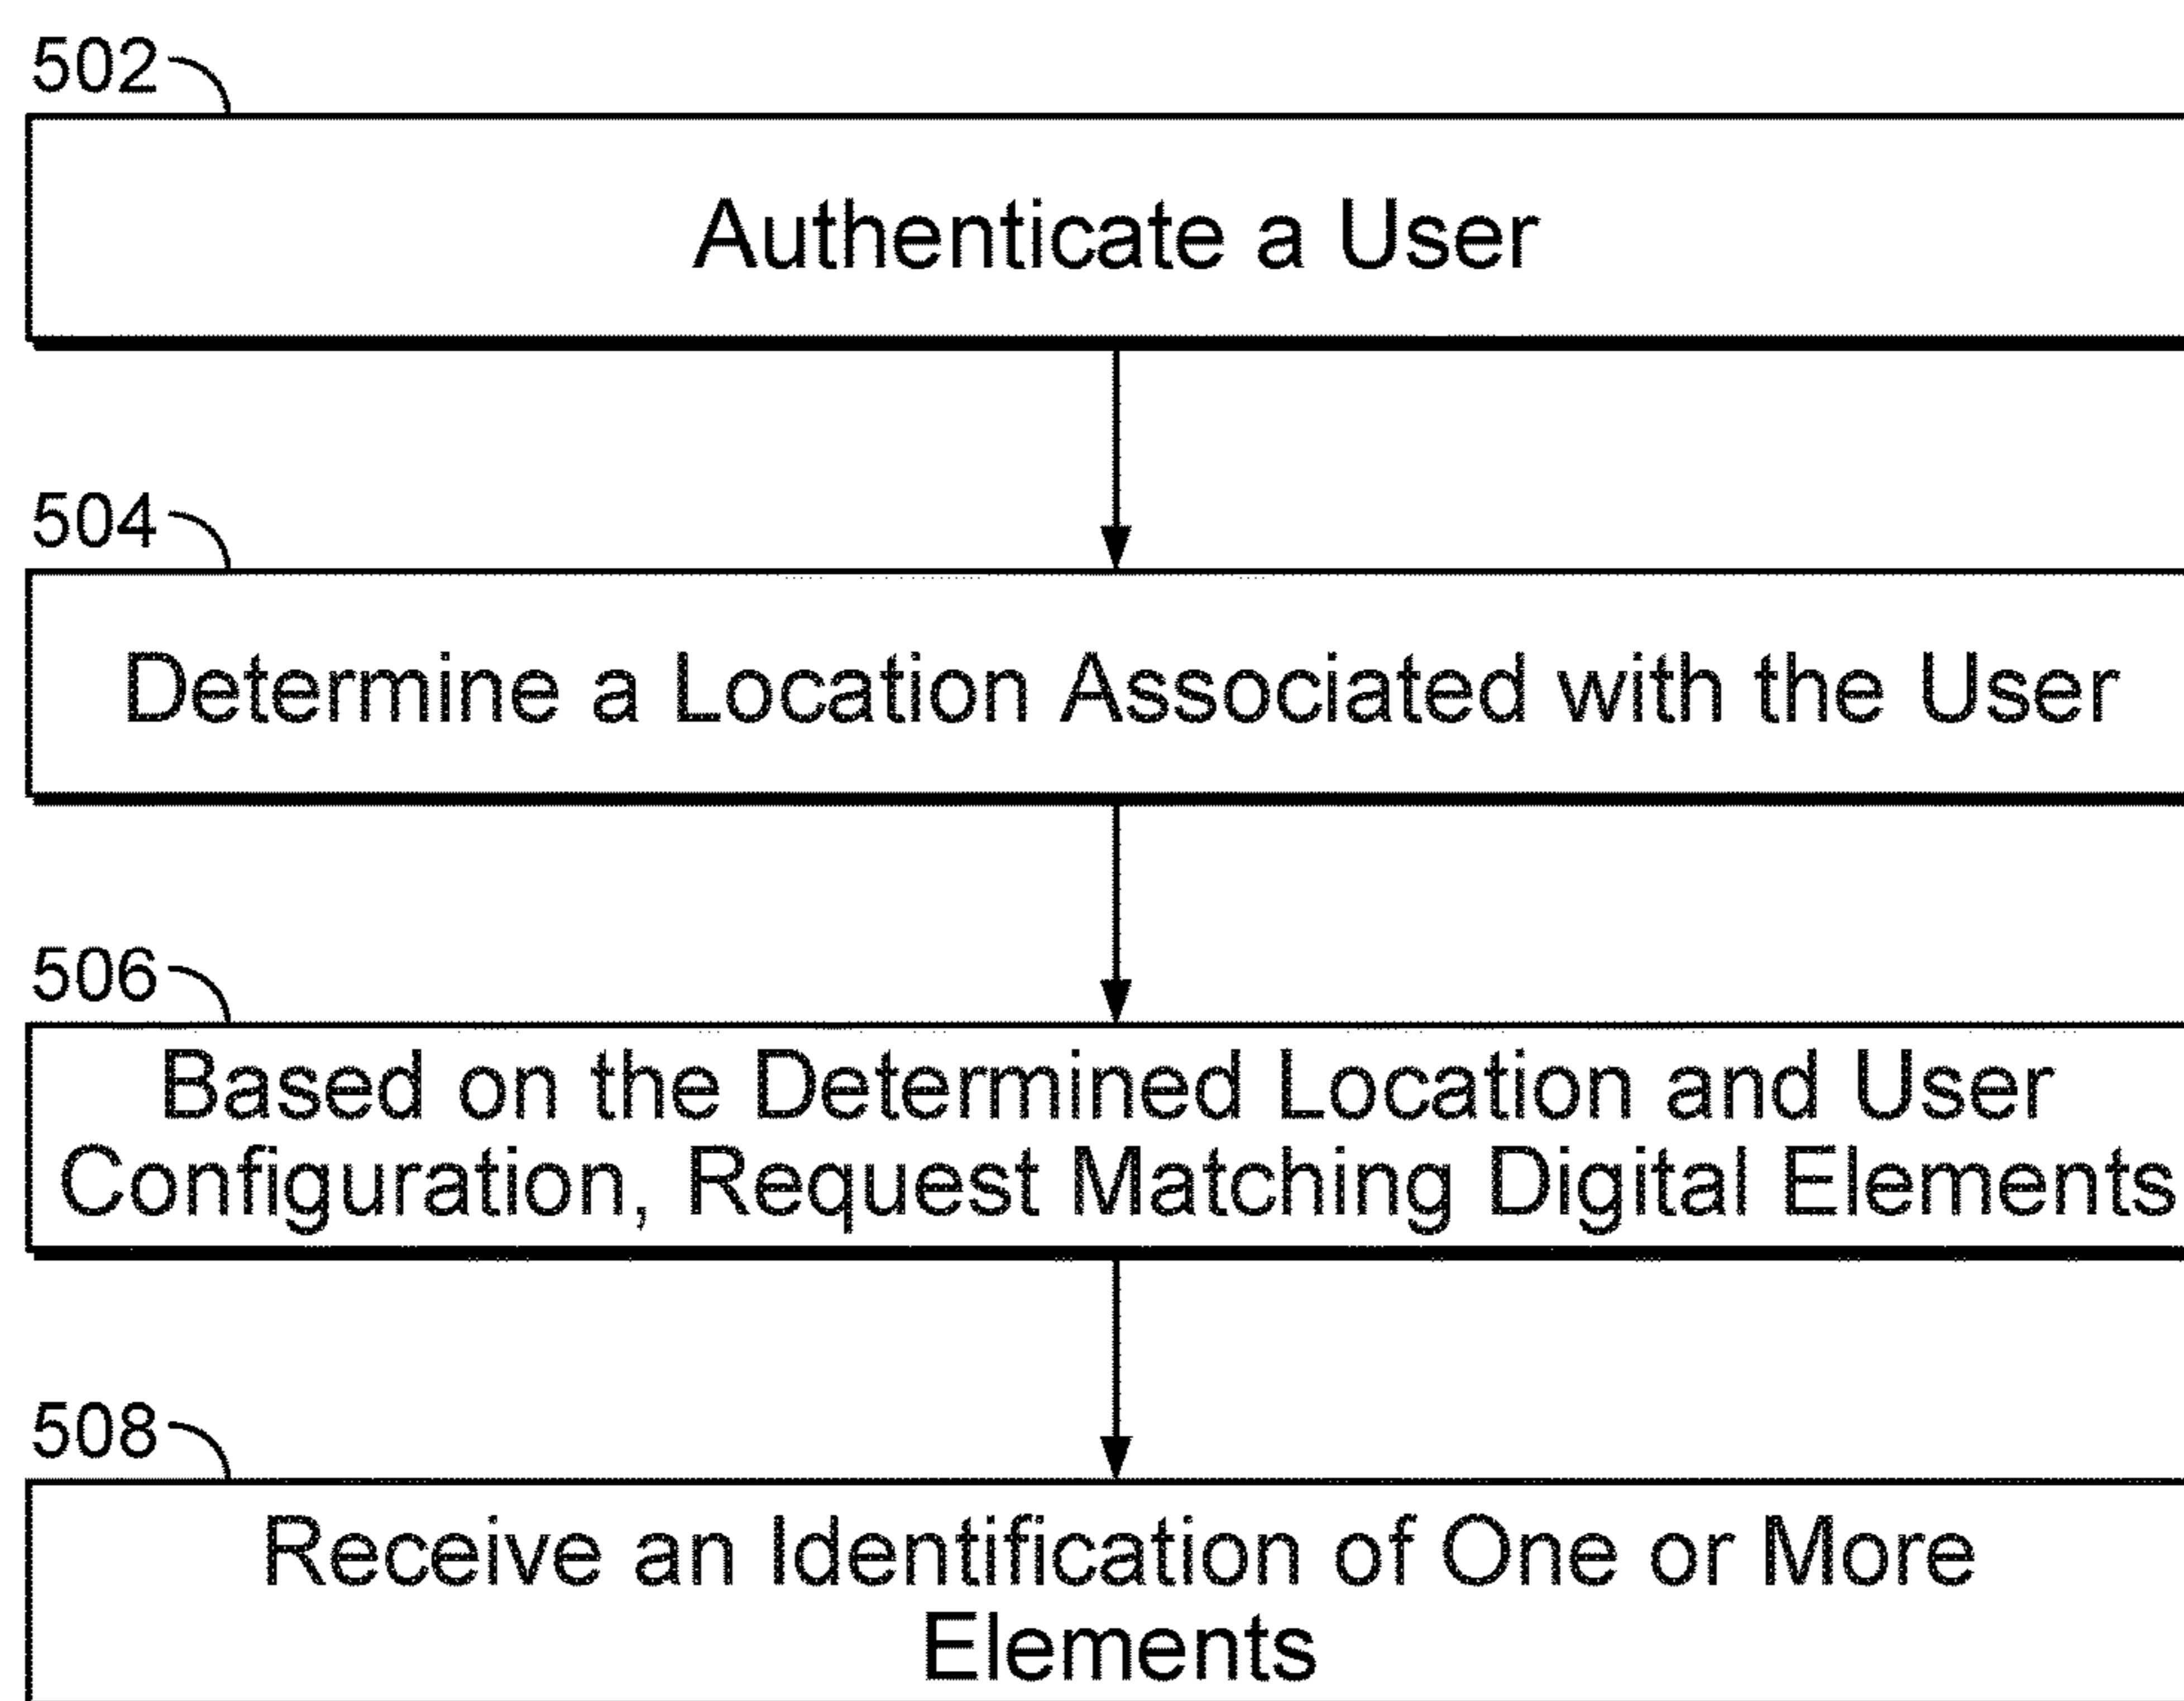 502
Authenticate a User
504
Determine a Location Associated with the User
506
Based on the Determined Location and User
Configuration, Request Matching Digital Elements
508
Receive an Identification of One or More
Elements